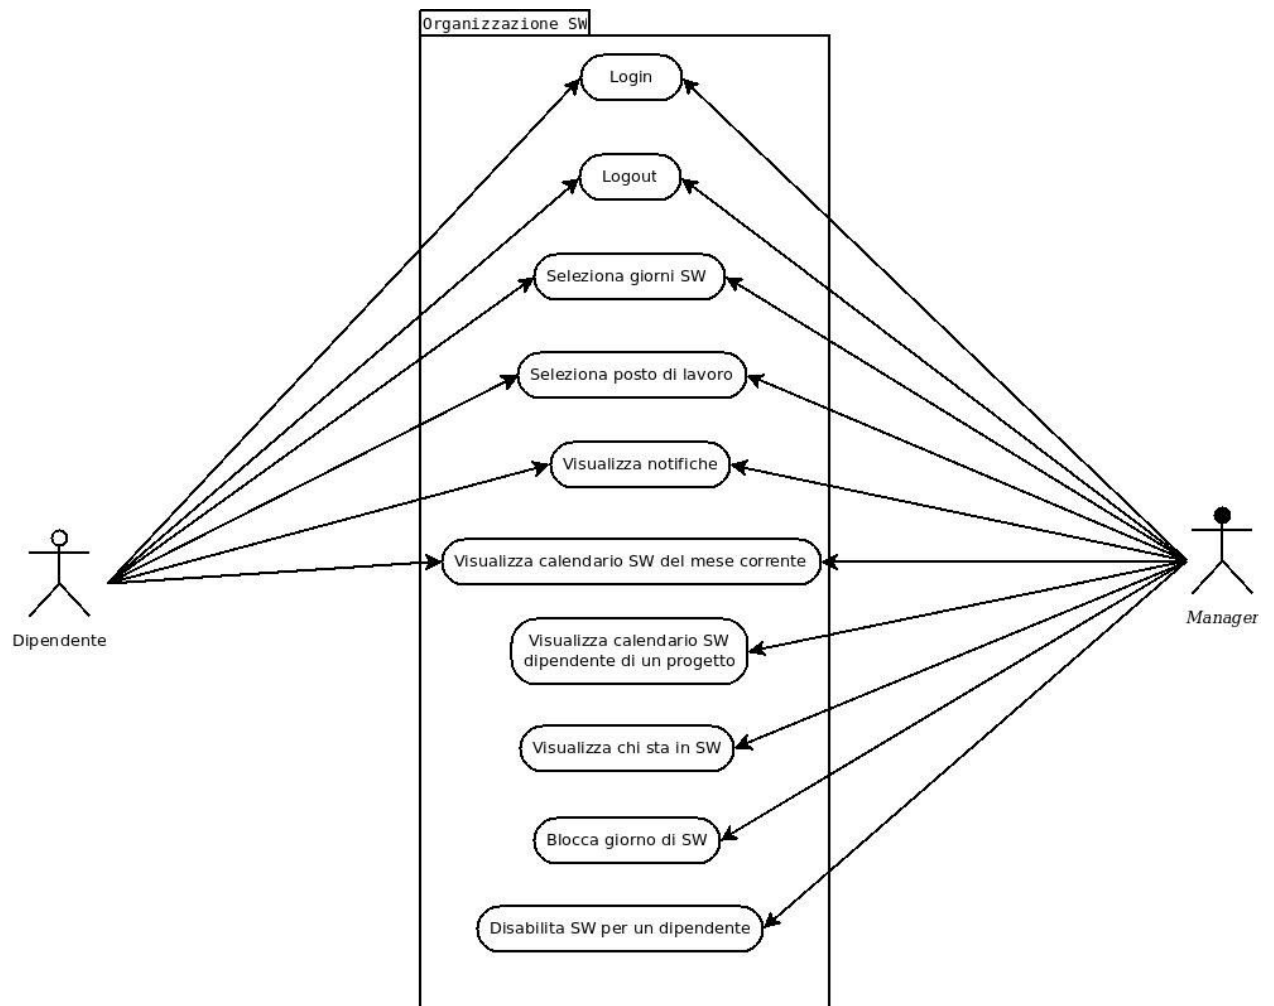 Organizzazione SW
Login
Logout
Seleziona giorni SW
Seleziona posto di lavoro
Visualizza notifiche
Visualizza calendario SW del mese corrente
Dipendente
Manager
Visualizza calendario SW
dipendente di un progetto
Visualizza chi sta in SW
Blocca giorno di SW
Disabilita SW per un dipendente